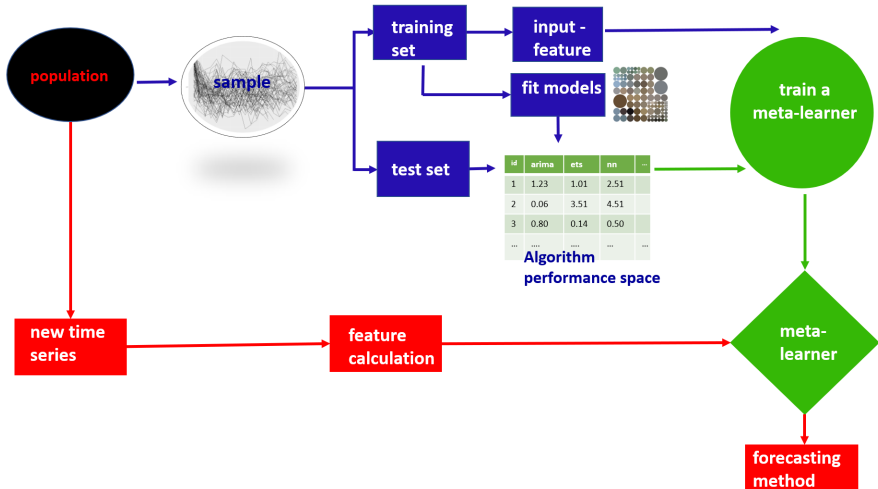 population
sample
training
set
input -
feature
fit models
test set
id arima ets nn ...
1 1.23 1.01 2.51
2 0.06 3.51 4.51
3 0.80 0.14 0.50
... .... .... ... ...
Algorithm
performance space
train a
meta-learner
new time
series
feature
calculation
meta-
learner
forecasting
method